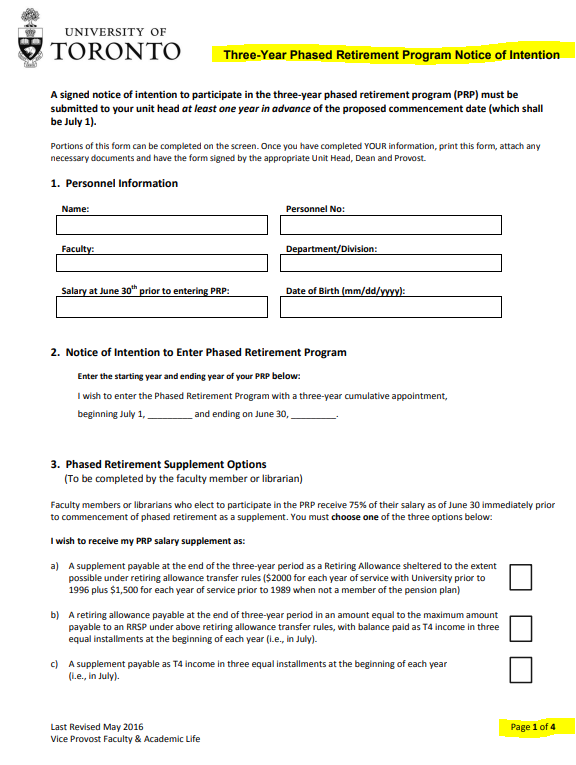 UNIVERSITY OF
TORONTO
Three-Year Phased Retirement Program Notice of Intention
A signed notice of intention to participate in the three-year phased retirement program (PRP) must be
submitted to your unit head at least one year in advance of the proposed commencement date (which shall
be July 1).
Portions of this form can be completed on the screen. Once you have completed YOUR information, print this form, attach any
necessary documents and have the form signed by the appropriate Unit Head, Dean and Provost.
1. Personnel Information
Name:
Personnel No:
Faculty:
Department/Division:
Salary at June 30th prior to entering PRP:
Date of Birth (mm/dd/yyyy):
2. Notice of Intention to Enter Phased Retirement Program
Enter the starting year and ending year of your PRP below:
I wish to enter the Phased Retirement Program with a three-year cumulative appointment,
beginning July 1, _________ and ending on June 30, _________.
3. Phased Retirement Supplement Options
(To be completed by the faculty member or librarian)
Faculty members or librarians who elect to participate in the PRP receive 75% of their salary as of June 30 immediately prior
to commencement of phased retirement as a supplement. You must choose one of the three options below:
I wish to receive my PRP salary supplement as:
a) A supplement payable at the end of the three-year period as a Retiring Allowance sheltered to the extent
possible under retiring allowance transfer rules ($2000 for each year of service with University prior to
1996 plus $1,500 for each year of service prior to 1989 when not a member of the pension plan)
b) A retiring allowance payable at the end of three-year period in an amount equal to the maximum amount
payable to an RRSP under above retiring allowance transfer rules, with balance paid as T4 income in three
equal installments at the beginning of each year (i.e., in July).
c) A supplement payable as T4 income in three equal installments at the beginning of each year
(i.e., in July).
Last Revised May 2016
Vice Provost Faculty & Academic Life
Page 1 of 4